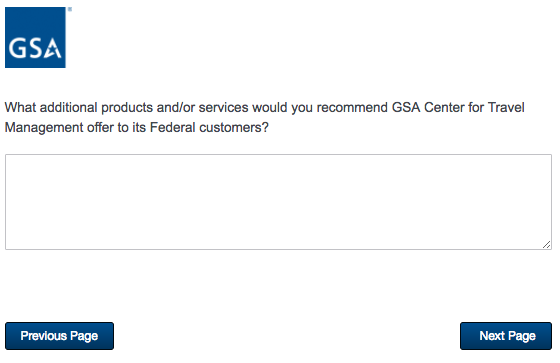 GSA
What additional products and/or services would you recommend GSA Center for Travel
Management offer to its Federal customers?
Previous Page
Next Page